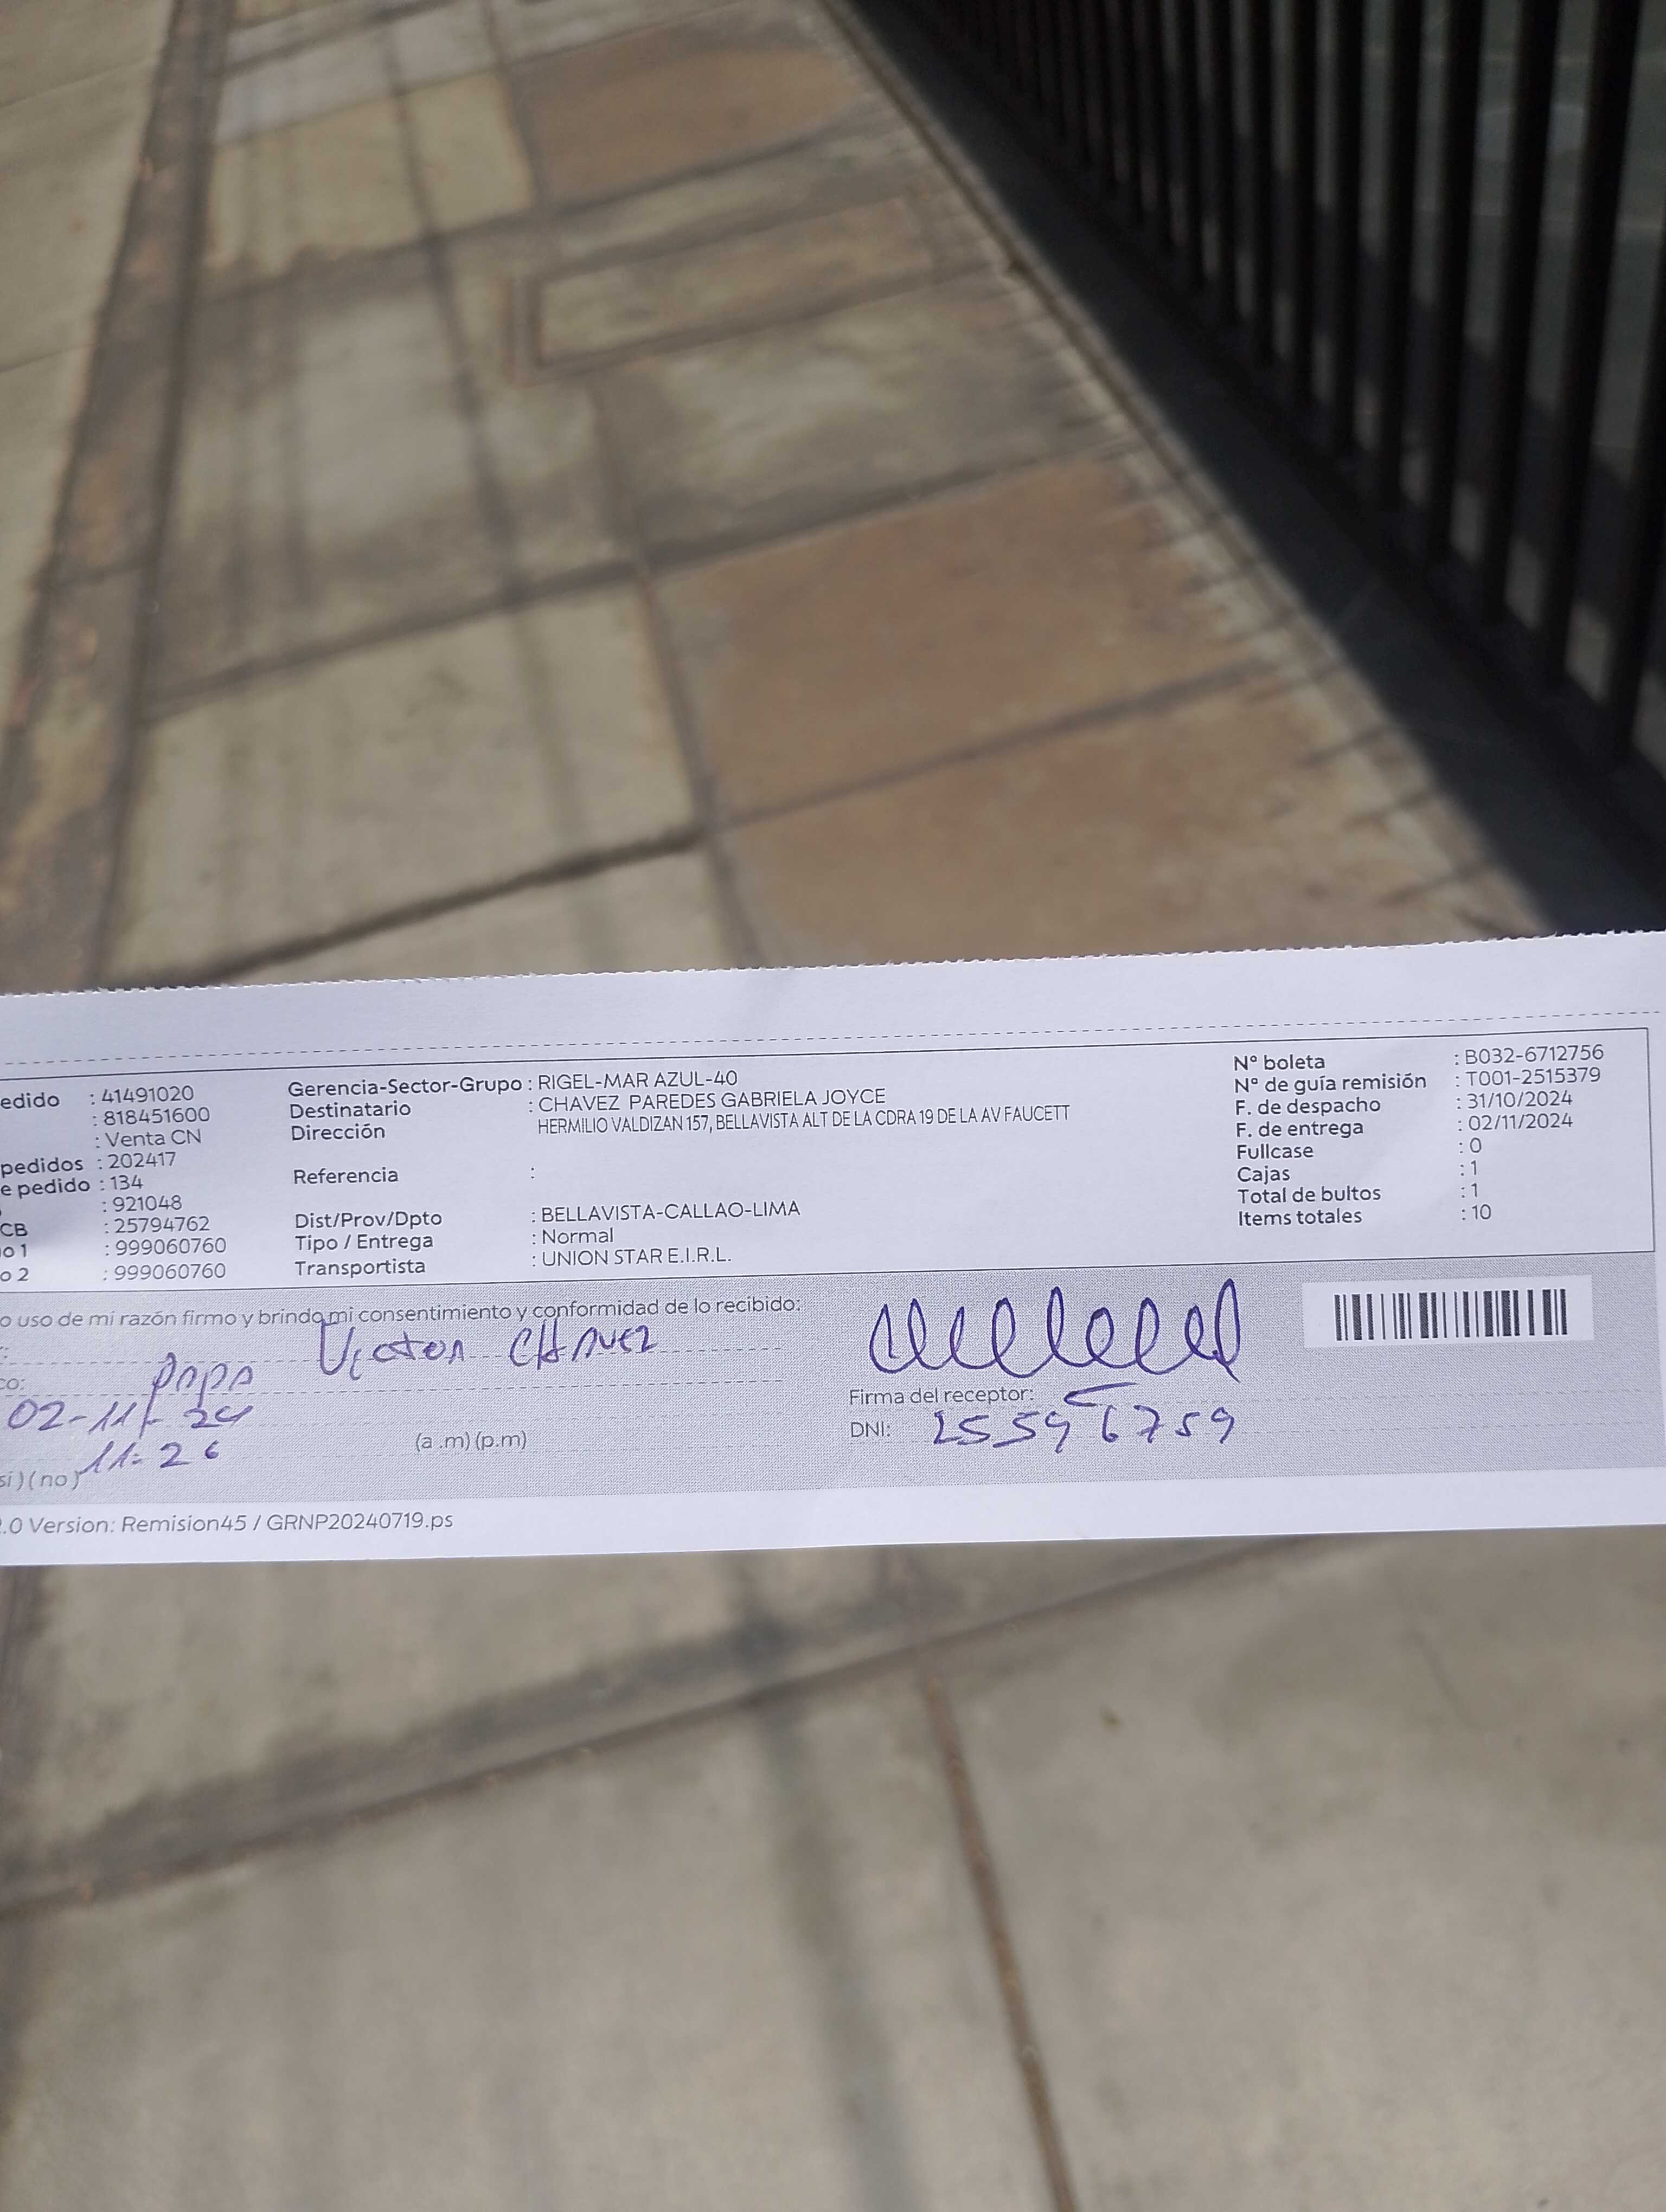 edido : 41491020
: 818451600
: Venta CN
pedidos : 202417
e pedido : 134
: 921048
CB : 25794762
o 1 : 999060760
o 2 : 999060760
Gerencia-Sector-Grupo : RIGEL-MAR AZUL-40
Destinatario : CHAVEZ PAREDES GABRIELA JOYCE
Dirección HERMILIO VALDIZAN 157, BELLAVISTA ALT DE LA CDRA 19 DE LA AV FAUCETT
Referencia :
Dist/Prov/Dpto : BELLAVISTA-CALLAO-LIMA
Tipo / Entrega : Normal
Transportista : UNION STAR E.I.R.L.
N° boleta : B032-6712756
N° de guía remisión : T001-2515379
F. de despacho : 31/10/2024
F. de entrega : 02/11/2024
Fullcase : 0
Cajas : 1
Total de bultos : 1
Items totales : 10
o uso de mi razón firmo y brindo mi consentimiento y conformidad de lo recibido:
: Victor CHAVEZ
co: PAPA
02-11-24
11:26 (a .m) (p.m)
si ) ( no )
Firma del receptor:
DNI: 25596759
2.0 Version: Remision45 / GRNP20240719.ps